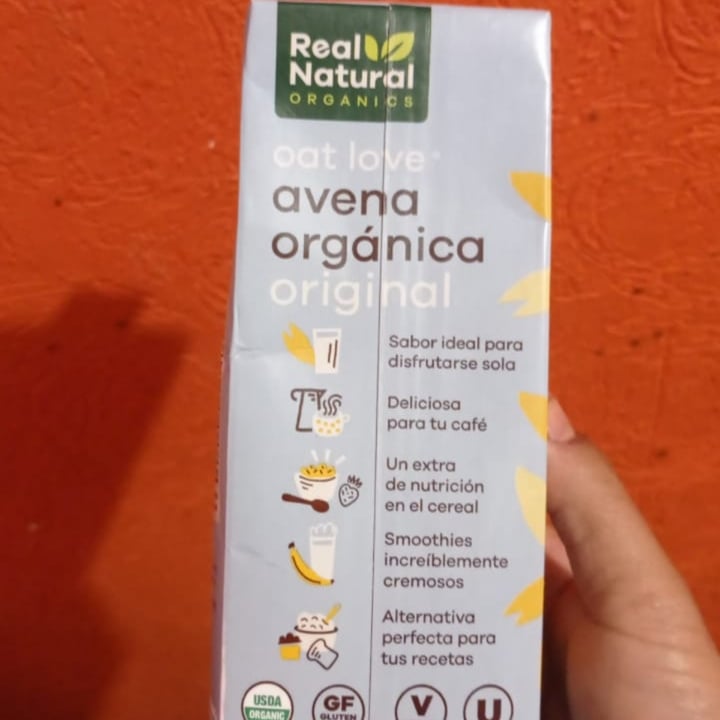 Real
Natural
ORGANICS
oat love
avena
orgánica
original
Sabor ideal para
disfrutarse sola
Deliciosa
para tu café
Un extra
de nutrición
en el cereal
Smoothies
increíblemente
cremosos
Alternativa
perfecta para
tus recetas
USDA
ORGANIC
GF
GLUTEN
V
U